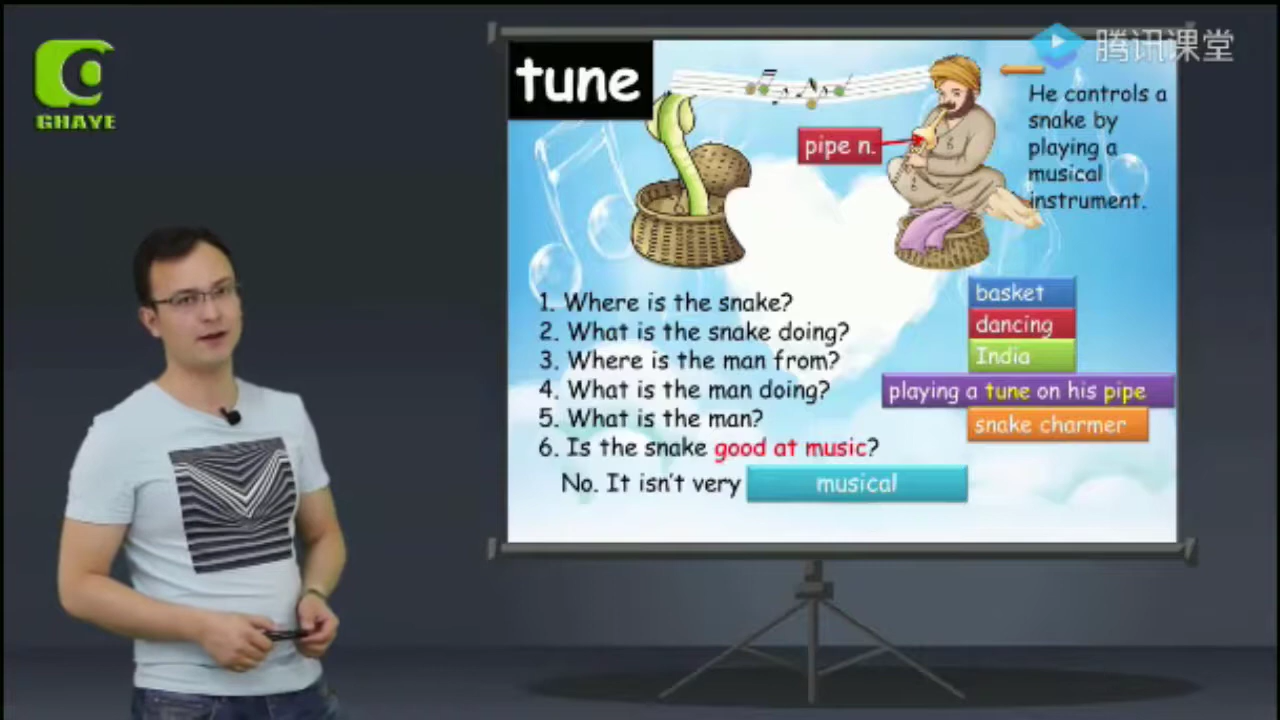 GHAYE
腾讯课堂
tune
pipe n.
He controls a
snake by
playing a
musical
instrument.
1. Where is the snake?
basket
2. What is the snake doing?
dancing
3. Where is the man from?
India
4. What is the man doing?
playing a tune on his pipe
5. What is the man?
snake charmer
6. Is the snake good at music?
No. It isn't very musical